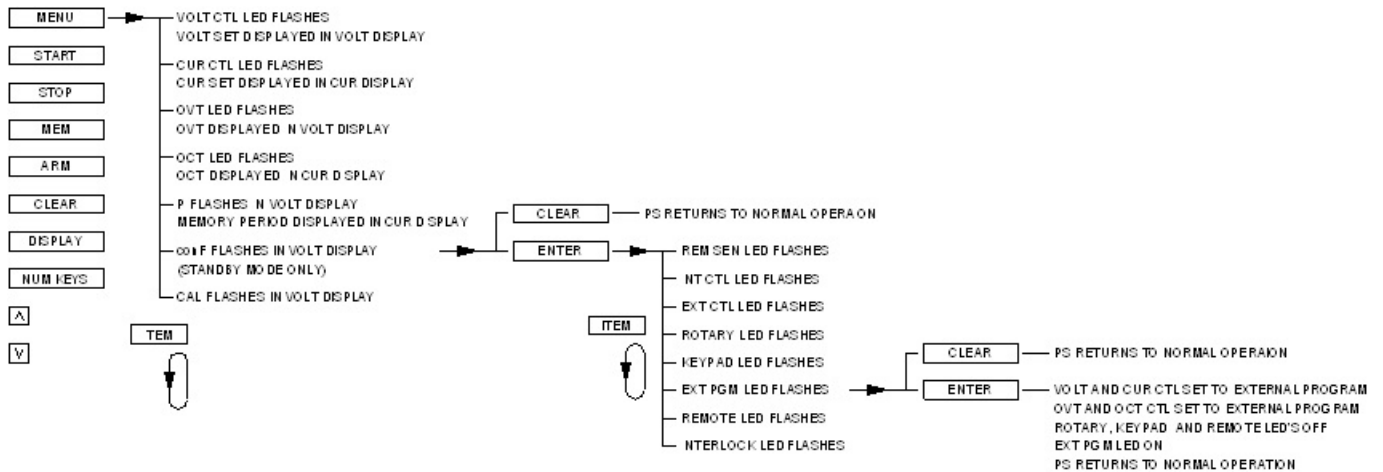 MENU
START
STOP
MEM
ARM
CLEAR
DISPLAY
NUM KEYS
VOLT CTL LED FLASHES
VOLT SET DISPLAYED IN VOLT DISPLAY
CUR CTL LED FLASHES
CUR SET DISPLAYED IN CUR DISPLAY
OVT LED FLASHES
OVT DISPLAYED N VOLT DISPLAY
OCT LED FLASHES
OCT DISPLAYED N CUR D SPLAY
P FLASHES N VOLT DISPLAY
MEMORY PERIOD DISPLAYED IN CUR D SPLAY
conF FLASHES IN VOLT DISPLAY
(STANDBY MODE ONLY)
CAL FLASHES IN VOLT DISPLAY
TEM
CLEAR
PS RETURNS TO NORMAL OPERA ON
ENTER
REM SEN LED FLASHES
NT CTL LED FLASHES
EXT CTL LED FLASHES
ROTARY LED FLASHES
KEYPAD LED FLASHES
EXT PGM LED FLASHES
REMOTE LED FLASHES
NTERLOCK LED FLASHES
ITEM
CLEAR
PS RETURNS TO NORMAL OPERAION
ENTER
VOLT AND CUR CTL SET TO EXTERNAL PROGRAM
OVT AND OCT CTL SET TO EXTERNAL PROGRAM
ROTARY, KEYPAD AND REMOTE LED'S OFF
EXT PGM LED ON
PS RETURNS TO NORMAL OPERATION